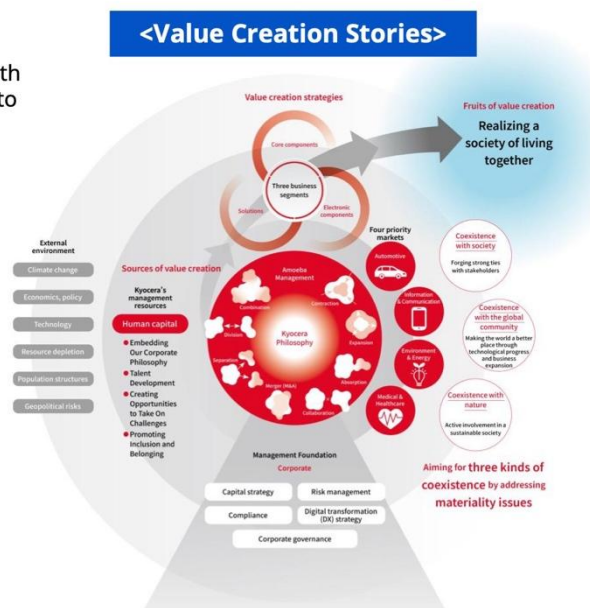 <Value Creation Stories>
th
to
Value creation strategies
Core components
Three business
segments
Solutions
Electronic
components
Fruits of value creation
Realizing a
society of living
together
External
environment
Climate change
Economics, policy
Technology
Resource depletion
Population structures
Geopolitical risks
Sources of value creation
Kyocera's
management
resources
Human capital
● Embedding
Our Corporate
Philosophy
● Talent
Development
● Creating
Opportunities
to Take On
Challenges
● Promoting
Inclusion and
Belonging
Amoeba
Management
Combination
Contraction
Division
Expansion
Separation
Absorption
Merger (M&A)
Collaboration
Kyocera
Philosophy
Four priority
markets
Automotive
Information
& Communication
Environment
& Energy
Medical &
Healthcare
Coexistence
with society
Forging strong ties
with stakeholders
Coexistence
with the global
community
Making the world a better
place through
technological progress
and business
expansion
Coexistence with
nature
Active involvement in a
sustainable society
Aiming for three kinds of
coexistence by addressing
materiality issues
Management Foundation
Corporate
Capital strategy
Risk management
Compliance
Digital transformation
(DX) strategy
Corporate governance